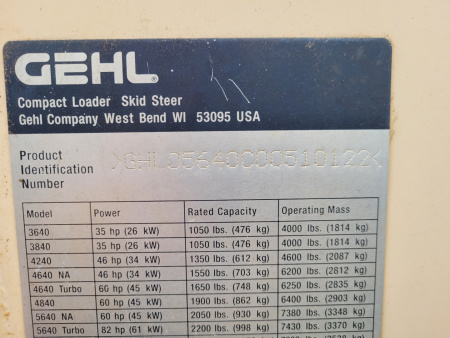 GEHL®
Compact Loader Skid Steer
Gehl Company West Bend WI 53095 USA
Product
Identification
Number
Model Power Rated Capacity Operating Mass
3640 35 hp (26 kW) 1050 lbs. (476 kg) 4000 lbs. (1814 kg)
3840 35 hp (26 kW) 1050 lbs. (476 kg) 4000 lbs. (1814 kg)
4240 46 hp (34 kW) 1350 lbs. (612 kg) 4600 lbs. (2087 kg)
4640 NA 46 hp (34 kW) 1550 lbs. (703 kg) 6200 lbs. (2812 kg)
4640 Turbo 60 hp (45 kW) 1650 lbs. (748 kg) 6250 lbs. (2835 kg)
4840 60 hp (45 kW) 1900 lbs. (862 kg) 6400 lbs. (2903 kg)
5640 NA 60 hp (45 kW) 2050 lbs. (930 kg) 7380 lbs. (3348 kg)
5640 Turbo 82 hp (61 kW) 2200 lbs. (998 kg) 7430 lbs. (3370 kg)